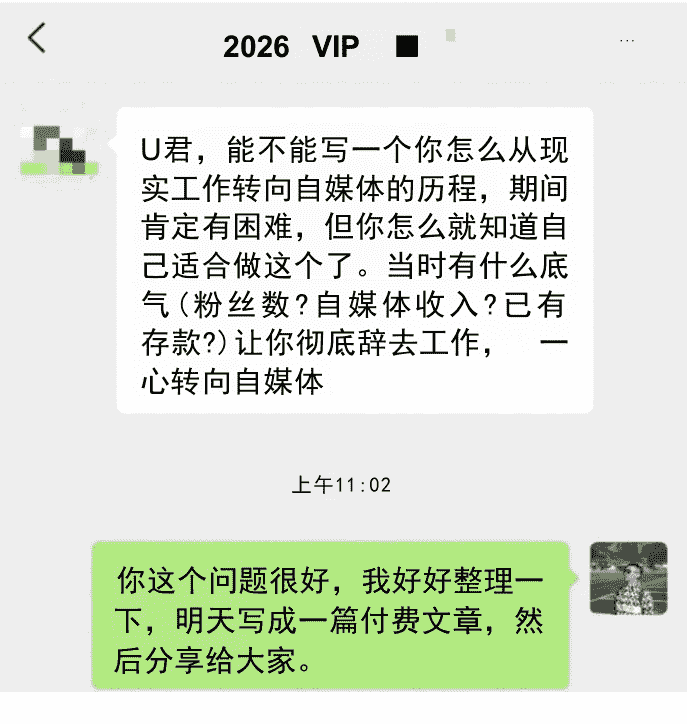 2026 VIP
U君，能不能写一个你怎么从现
实工作转向自媒体的历程，期间
肯定有困难，但你怎么就知道自
己适合做这个了。当时有什么底
气(粉丝数?自媒体收入?已有
存款?)让你彻底辞去工作， 一
心转向自媒体
上午11:02
你这个问题很好，我好好整理一
下，明天写成一篇付费文章，然
后分享给大家。